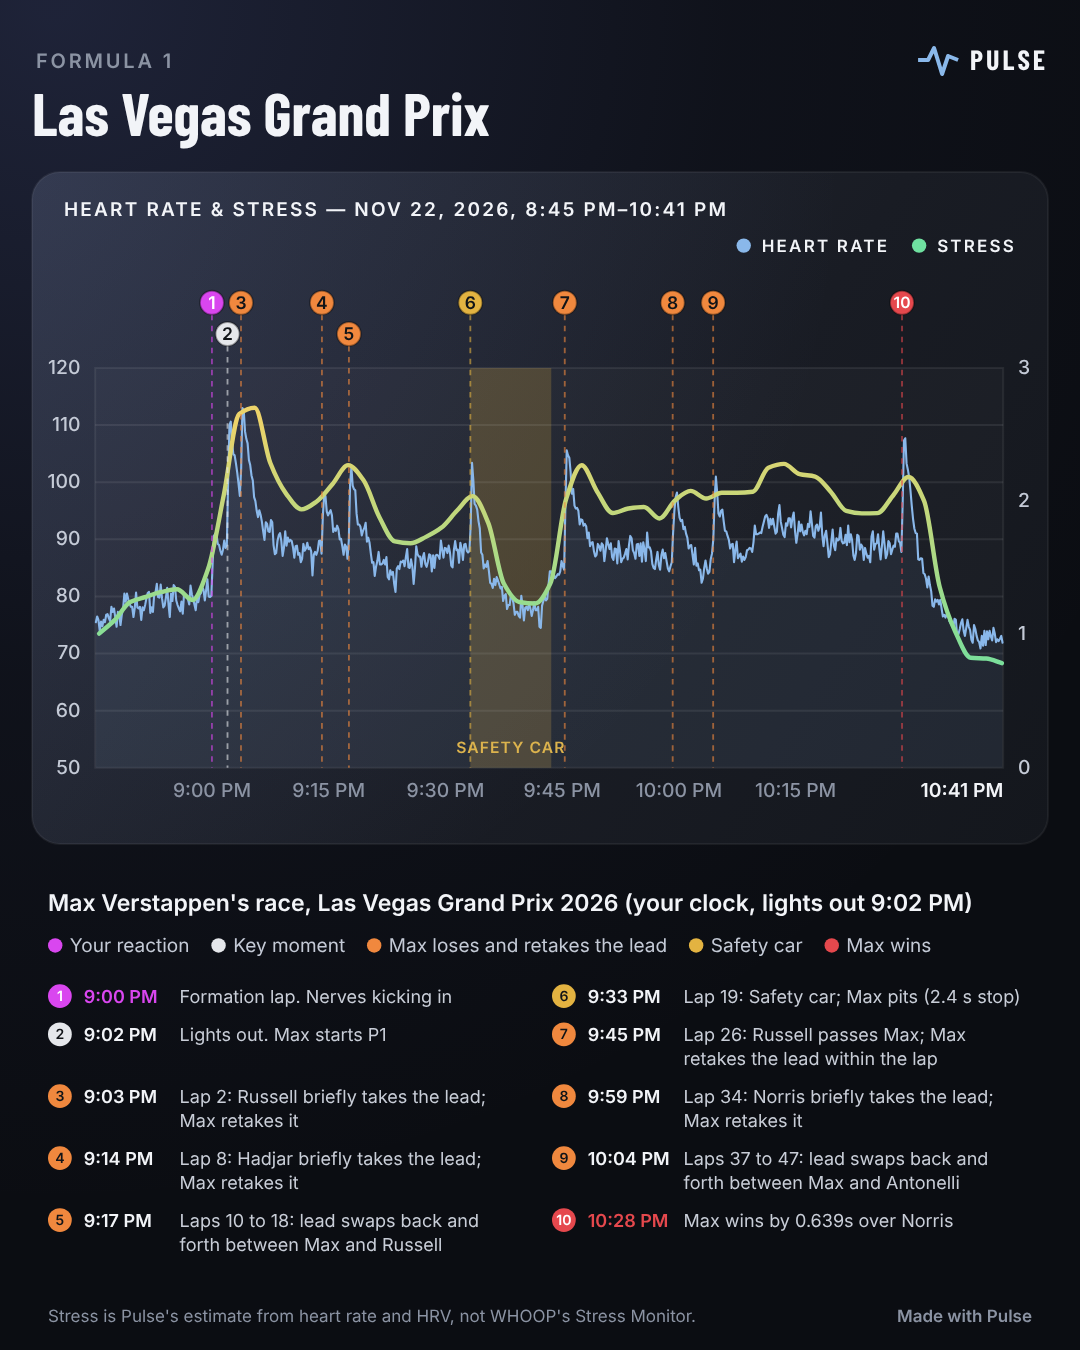 FORMULA 1
PULSE
Las Vegas Grand Prix
HEART RATE & STRESS — NOV 22, 2026, 8:45 PM–10:41 PM
HEART RATE
STRESS
1
3
4
6
7
8
9
10
2
5
120
3
110
100
2
90
80
1
70
60
SAFETY CAR
50
0
9:00 PM
9:15 PM
9:30 PM
9:45 PM
10:00 PM
10:15 PM
10:41 PM
Max Verstappen's race, Las Vegas Grand Prix 2026 (your clock, lights out 9:02 PM)
Your reaction
Key moment
Max loses and retakes the lead
Safety car
Max wins
1 9:00 PM Formation lap. Nerves kicking in
2 9:02 PM Lights out. Max starts P1
3 9:03 PM Lap 2: Russell briefly takes the lead;
Max retakes it
4 9:14 PM Lap 8: Hadjar briefly takes the lead;
Max retakes it
5 9:17 PM Laps 10 to 18: lead swaps back and
forth between Max and Russell
6 9:33 PM Lap 19: Safety car; Max pits (2.4 s stop)
7 9:45 PM Lap 26: Russell passes Max; Max
retakes the lead within the lap
8 9:59 PM Lap 34: Norris briefly takes the lead;
Max retakes it
9 10:04 PM Laps 37 to 47: lead swaps back and
forth between Max and Antonelli
10 10:28 PM Max wins by 0.639s over Norris
Stress is Pulse's estimate from heart rate and HRV, not WHOOP's Stress Monitor.
Made with Pulse